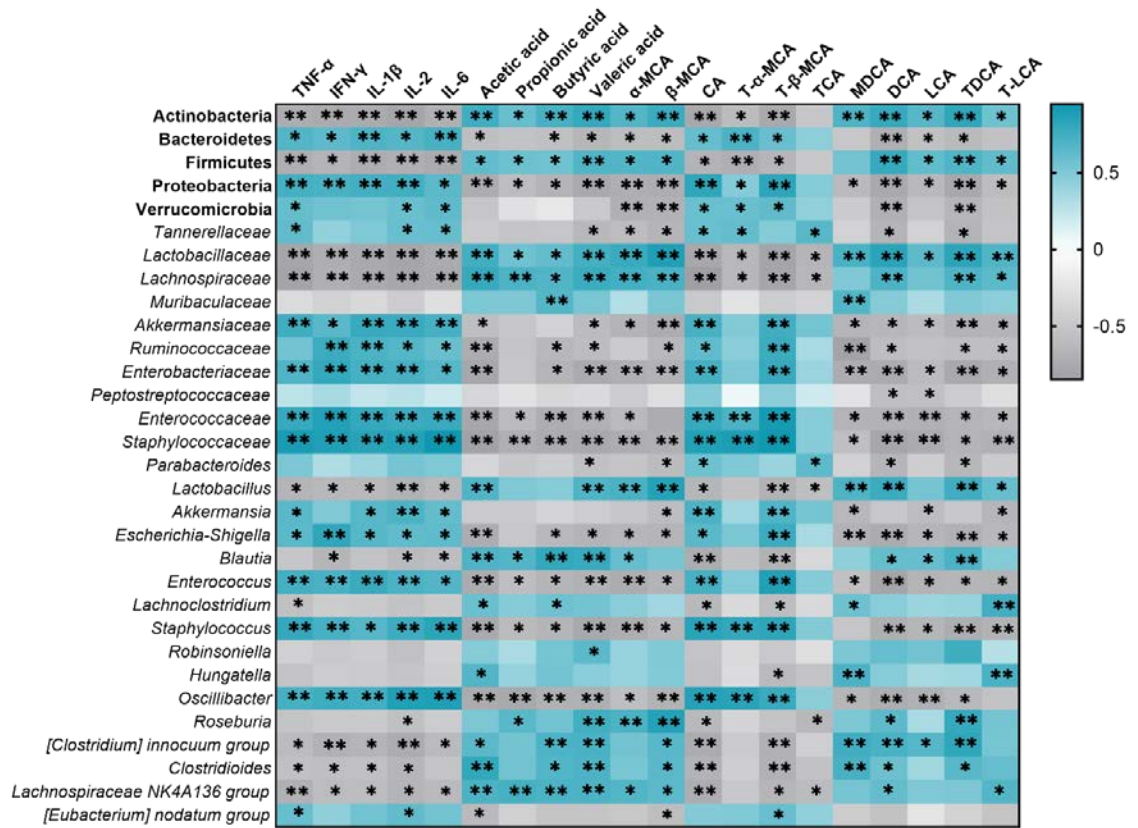 TNF-α
IFN-γ
IL-1β
IL-2
IL-6
Acetic acid
Propionic acid
Butyric acid
Valeric acid
α-MCA
β-MCA
CA
T-α-MCA
T-β-MCA
TCA
MDCA
DCA
LCA
TDCA
T-LCA
Actinobacteria
Bacteroidetes
Firmicutes
Proteobacteria
Verrucomicrobia
Tannerellaceae
Lactobacillaceae
Lachnospiraceae
Muribaculaceae
Akkermansiaceae
Ruminococcaceae
Enterobacteriaceae
Peptostreptococcaceae
Enterococcaceae
Staphylococcaceae
Parabacteroides
Lactobacillus
Akkermansia
Escherichia-Shigella
Blautia
Enterococcus
Lachnoclostridium
Staphylococcus
Robinsoniella
Hungatella
Oscillibacter
Roseburia
[Clostridium] innocuum group
Clostridioides
Lachnospiraceae NK4A136 group
[Eubacterium] nodatum group
0.5
0
-0.5